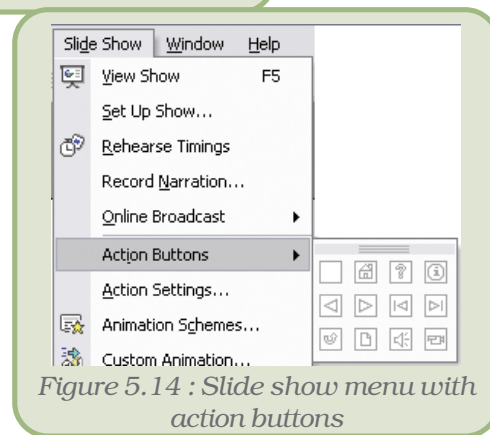 Slide Show Window Help
View Show F5
Set Up Show...
Rehearse Timings
Record Narration...
Online Broadcast
Action Buttons
Action Settings...
Animation Schemes...
Custom Animation...
Figure 5.14 : Slide show menu with
action buttons